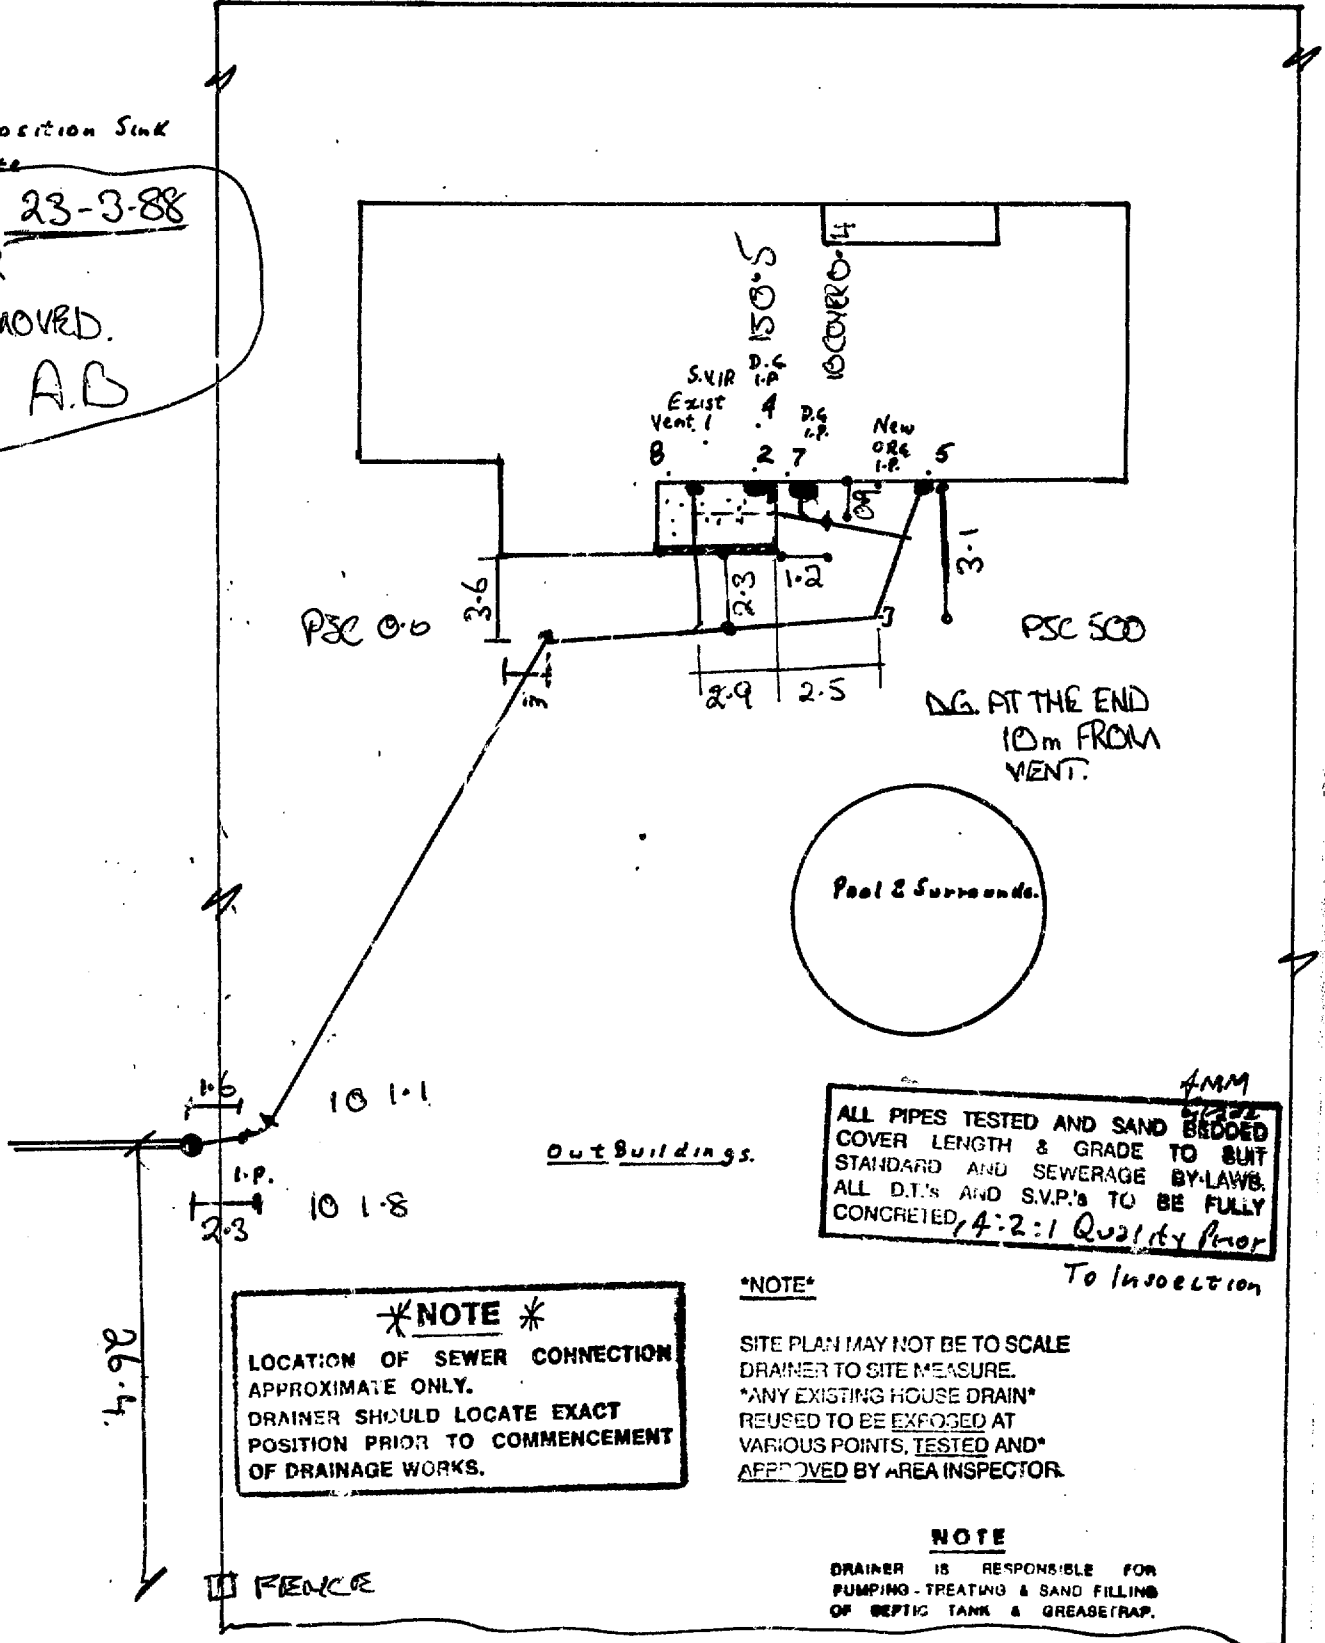 osition Sink
23-3-88
MOVED.
A.B
150.5
10 COVER 0.4
S.V.IR
D.G
I.P
Exist
Vent. 1
4
D.G
I.P.
New
ORG
I.P.
8
2
7
5
0.9
3.1
3.6
2.3
1.2
PSC 0.0
PSC 500
1m
2.9
2.5
D.G. AT THE END
10m FROM
VENT.
Pool & Surrounds.
1.6
10 1.1
I.P.
10 1.8
2.3
26.4.
OutBuildings.
4MM
ALL PIPES TESTED AND SAND BEDDED
COVER LENGTH & GRADE TO SUIT
STANDARD AND SEWERAGE BY-LAWS.
ALL D.T.'s AND S.V.P.'s TO BE FULLY
CONCRETED, 4:2:1 Quality Prior
To Insoection
*NOTE*
LOCATION OF SEWER CONNECTION
APPROXIMATE ONLY.
DRAINER SHOULD LOCATE EXACT
POSITION PRIOR TO COMMENCEMENT
OF DRAINAGE WORKS.
*NOTE*
SITE PLAN MAY NOT BE TO SCALE
DRAINER TO SITE MEASURE.
*ANY EXISTING HOUSE DRAIN*
REUSED TO BE EXPOSED AT
VARIOUS POINTS, TESTED AND*
APPROVED BY AREA INSPECTOR.
NOTE
DRAINER IS RESPONSIBLE FOR
PUMPING - TREATING & SAND FILLING
OF SEPTIC TANK & GREASETRAP.
FENCE